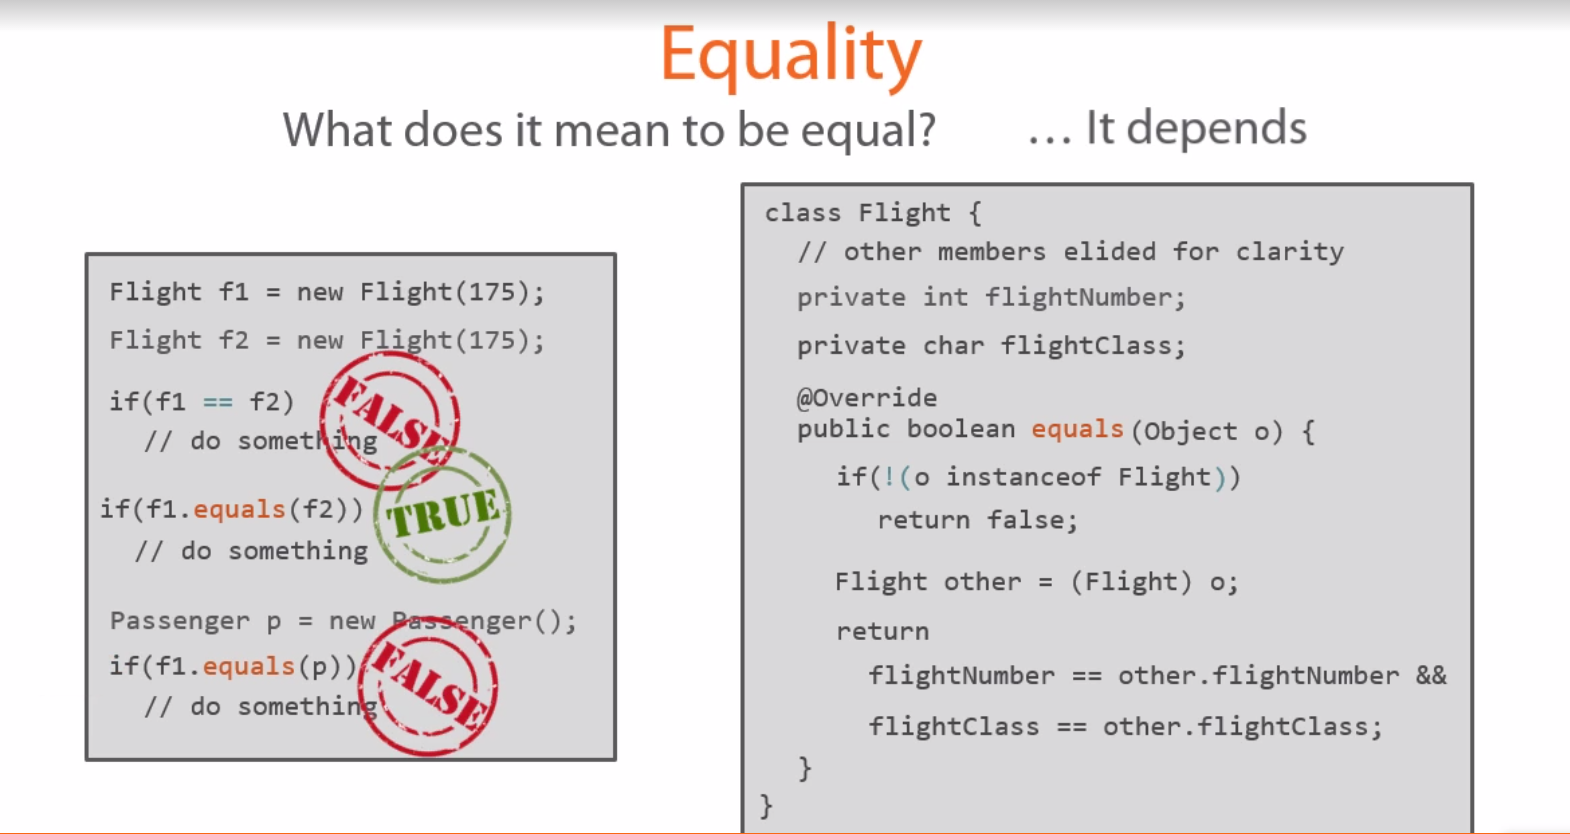 Equality
What does it mean to be equal? ... It depends
Flight f1 = new Flight(175);
Flight f2 = new Flight(175);
if(f1 == f2)
// do something
FALSE
if(f1.equals(f2))
// do something
TRUE
Passenger p = new Passenger();
if(f1.equals(p))
// do something
FALSE
class Flight {
// other members elided for clarity
private int flightNumber;
private char flightClass;
@Override
public boolean equals(Object o) {
if(!(o instanceof Flight))
return false;
Flight other = (Flight) o;
return
flightNumber == other.flightNumber &&
flightClass == other.flightClass;
}
}